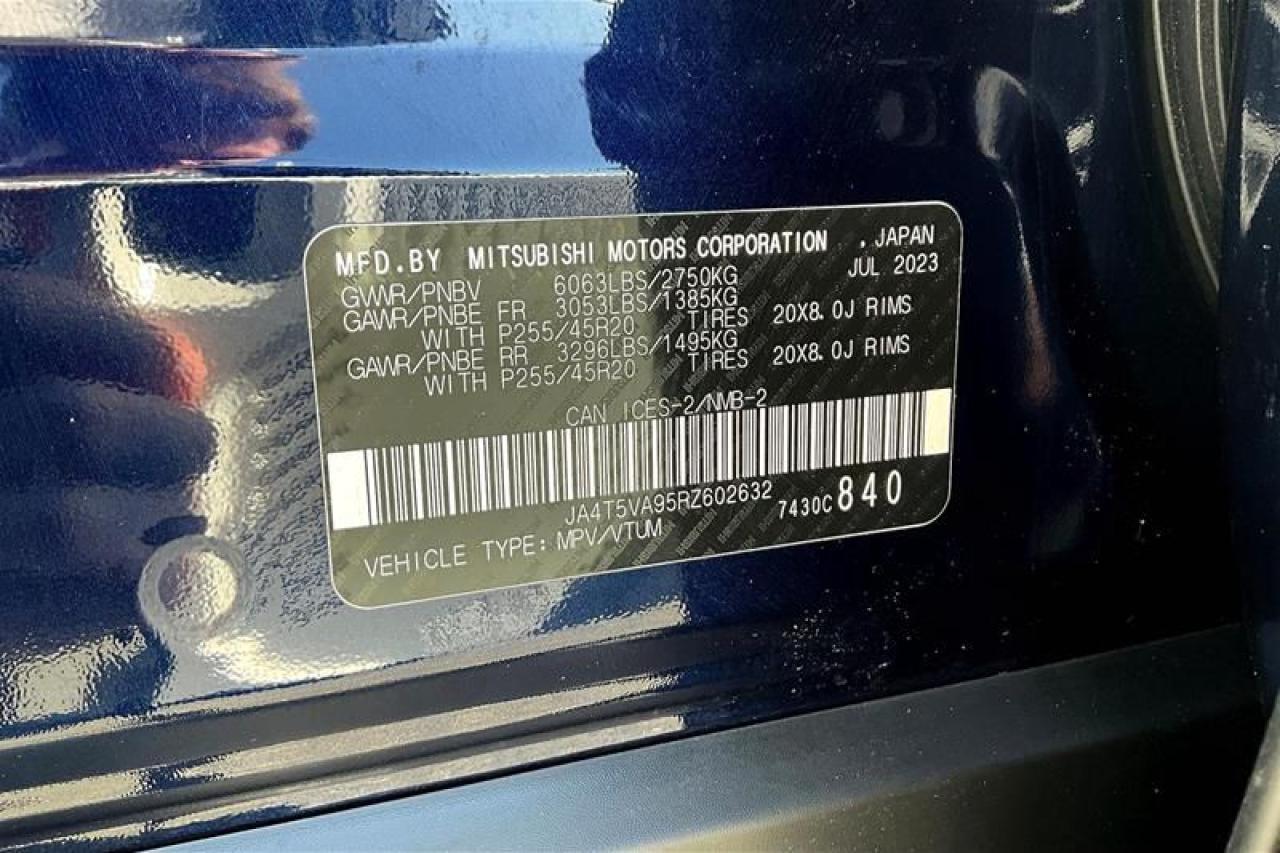 MFD.BY MITSUBISHI MOTORS CORPORATION . JAPAN
JUL 2023
GVWR/PNBV 6063LBS/2750KG
GAWR/PNBE FR 3053LBS/1385KG
WITH P255/45R20 TIRES 20X8.0J RIMS
GAWR/PNBE RR 3296LBS/1495KG
WITH P255/45R20 TIRES 20X8.0J RIMS
CAN ICES-2/NMB-2
JA4T5VA95RZ602632
7430C840
VEHICLE TYPE: MPV/VTUM